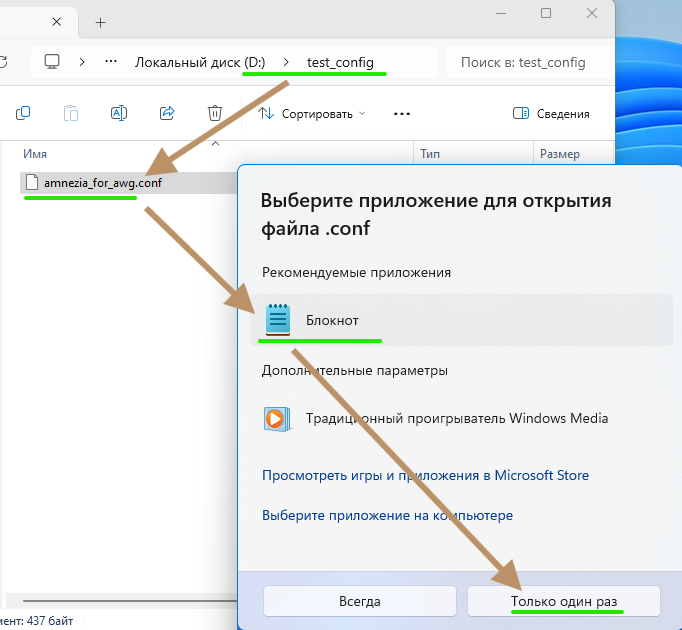 Локальный диск (D:) > test_config
Поиск в: test_config
Сортировать
Сведения
Имя
Тип
Размер
amnezia_for_awg.conf
Выберите приложение для открытия
файла .conf
Рекомендуемые приложения
Блокнот
Дополнительные параметры
Традиционный проигрыватель Windows Media
Просмотреть игры и приложения в Microsoft Store
Выберите приложение на компьютере
Всегда
Только один раз
мент: 437 байт